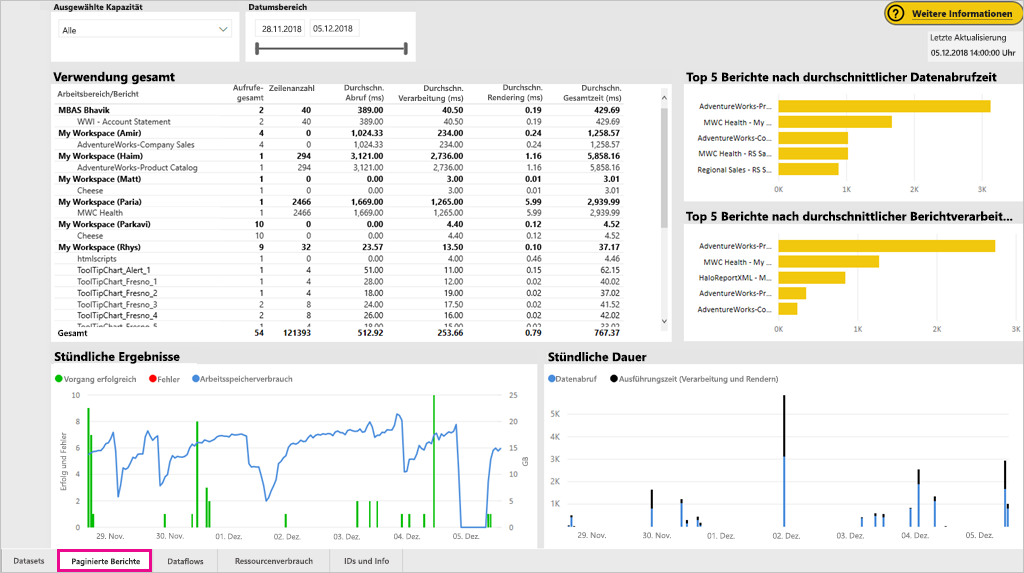 Ausgewählte Kapazität
Datumsbereich
Weitere Informationen
Alle
28.11.2018
05.12.2018
Letzte Aktualisierung
05.12.2018 14:00:00 Uhr
Verwendung gesamt
Arbeitsbereich/Bericht Aufrufe-gesamt Zeilenanzahl Durchschn. Abruf (ms) Durchschn. Verarbeitung (ms) Durchschn. Rendering (ms) Durchschn. Gesamtzeit (ms)
MBAS Bhavik 2 40 389.00 40.50 0.19 429.69
WWI - Account Statement 2 40 389.00 40.50 0.19 429.69
My Workspace (Amir) 4 0 1,024.33 234.00 0.24 1,258.57
AdventureWorks-Company Sales 4 0 1,024.33 234.00 0.24 1,258.57
My Workspace (Haim) 1 294 3,121.00 2,736.00 1.16 5,858.16
AdventureWorks-Product Catalog 1 294 3,121.00 2,736.00 1.16 5,858.16
My Workspace (Matt) 1 0 0.00 3.00 0.01 3.01
Cheese 1 0 0.00 3.00 0.01 3.01
My Workspace (Paria) 1 2466 1,669.00 1,265.00 5.99 2,939.99
MWC Health 1 2466 1,669.00 1,265.00 5.99 2,939.99
My Workspace (Parkavi) 10 0 0.00 4.40 0.12 4.52
Cheese 10 0 0.00 4.40 0.12 4.52
My Workspace (Rhys) 9 32 23.57 13.50 0.10 37.17
htmlscripts 1 0 0.00 4.00 0.46 4.46
ToolTipChart_Alert_1 1 4 51.00 11.00 0.15 62.15
ToolTipChart_Fresno_1 1 4 28.00 12.00 0.02 40.02
ToolTipChart_Fresno_2 1 4 18.00 19.00 0.02 37.02
ToolTipChart_Fresno_3 2 8 24.00 17.50 0.02 41.52
ToolTipChart_Fresno_4 2 8 26.00 16.00 0.02 42.02
ToolTipChart_Fresno_5 1 4 18.00 15.00 0.02 33.02
Gesamt 54 121393 512.92 253.66 0.79 767.37
Top 5 Berichte nach durchschnittlicher Datenabrufzeit
AdventureWorks-Pr...
MWC Health - My ...
AdventureWorks-Co...
MWC Health - RS Sa...
Regional Sales - RS S...
0K 1K 2K 3K
Top 5 Berichte nach durchschnittlicher Berichtverarbeit...
AdventureWorks-Pr...
MWC Health - My ...
HaloReportXML - M...
AdventureWorks-Pr...
AdventureWorks-Co...
0K 1K 2K 3K
Stündliche Ergebnisse
Vorgang erfolgreich Fehler Arbeitsspeicherverbrauch
Erfolg und Fehler
10
8
6
4
2
0
25
20
15
10
5
0
GB
29. Nov. 30. Nov. 01. Dez. 02. Dez. 03. Dez. 04. Dez. 05. Dez.
Stündliche Dauer
Datenabruf Ausführungszeit (Verarbeitung und Rendern)
5K
4K
3K
2K
1K
29. Nov. 30. Nov. 01. Dez. 02. Dez. 03. Dez. 04. Dez. 05. Dez.
Datasets Paginierte Berichte Dataflows Ressourcenverbrauch IDs und Info